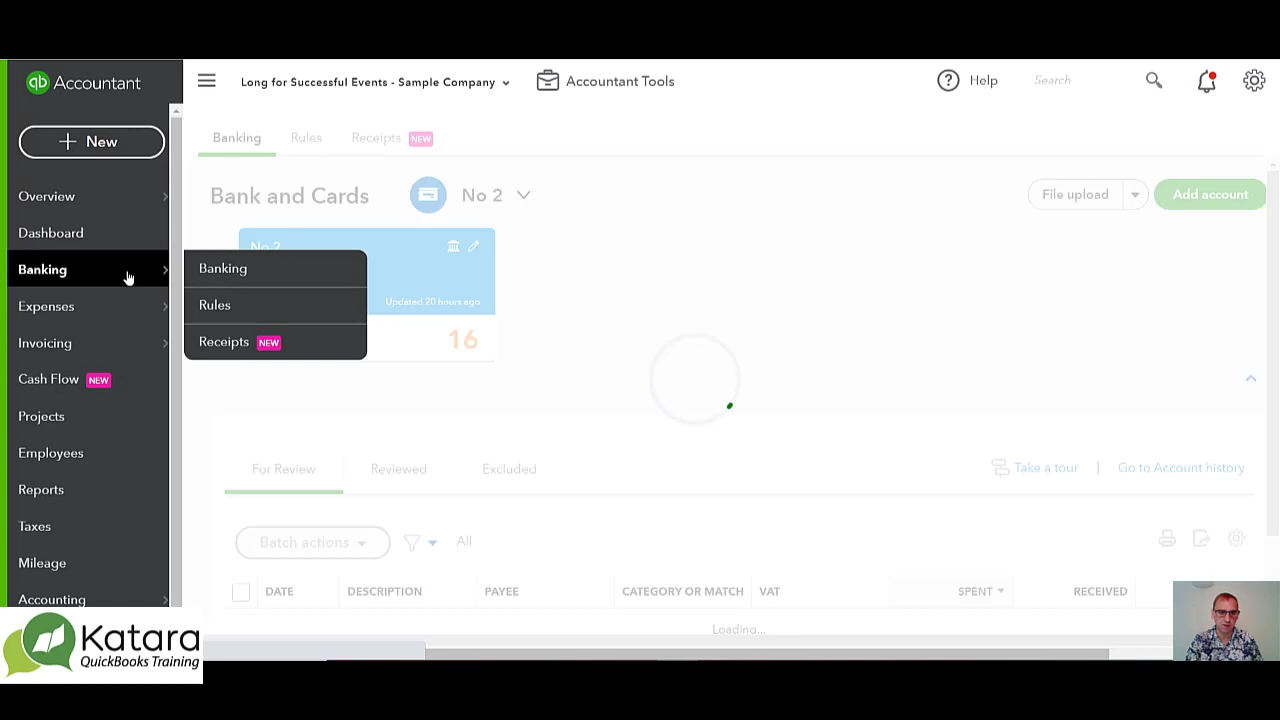 qb Accountant
Long for Successful Events - Sample Company
Accountant Tools
Help
Search
New
Banking
Rules
Receipts NEW
Overview
Dashboard
Banking
Expenses
Invoicing
Cash Flow NEW
Projects
Employees
Reports
Taxes
Mileage
Accounting
Bank and Cards
No 2
File upload
Add account
No 2
Banking
Rules
Receipts NEW
Updated 20 hours ago
16
For Review
Reviewed
Excluded
Take a tour | Go to Account history
Batch actions
All
DATE
DESCRIPTION
PAYEE
CATEGORY OR MATCH
VAT
SPENT
RECEIVED
Loading...
Katara
QuickBooks Training